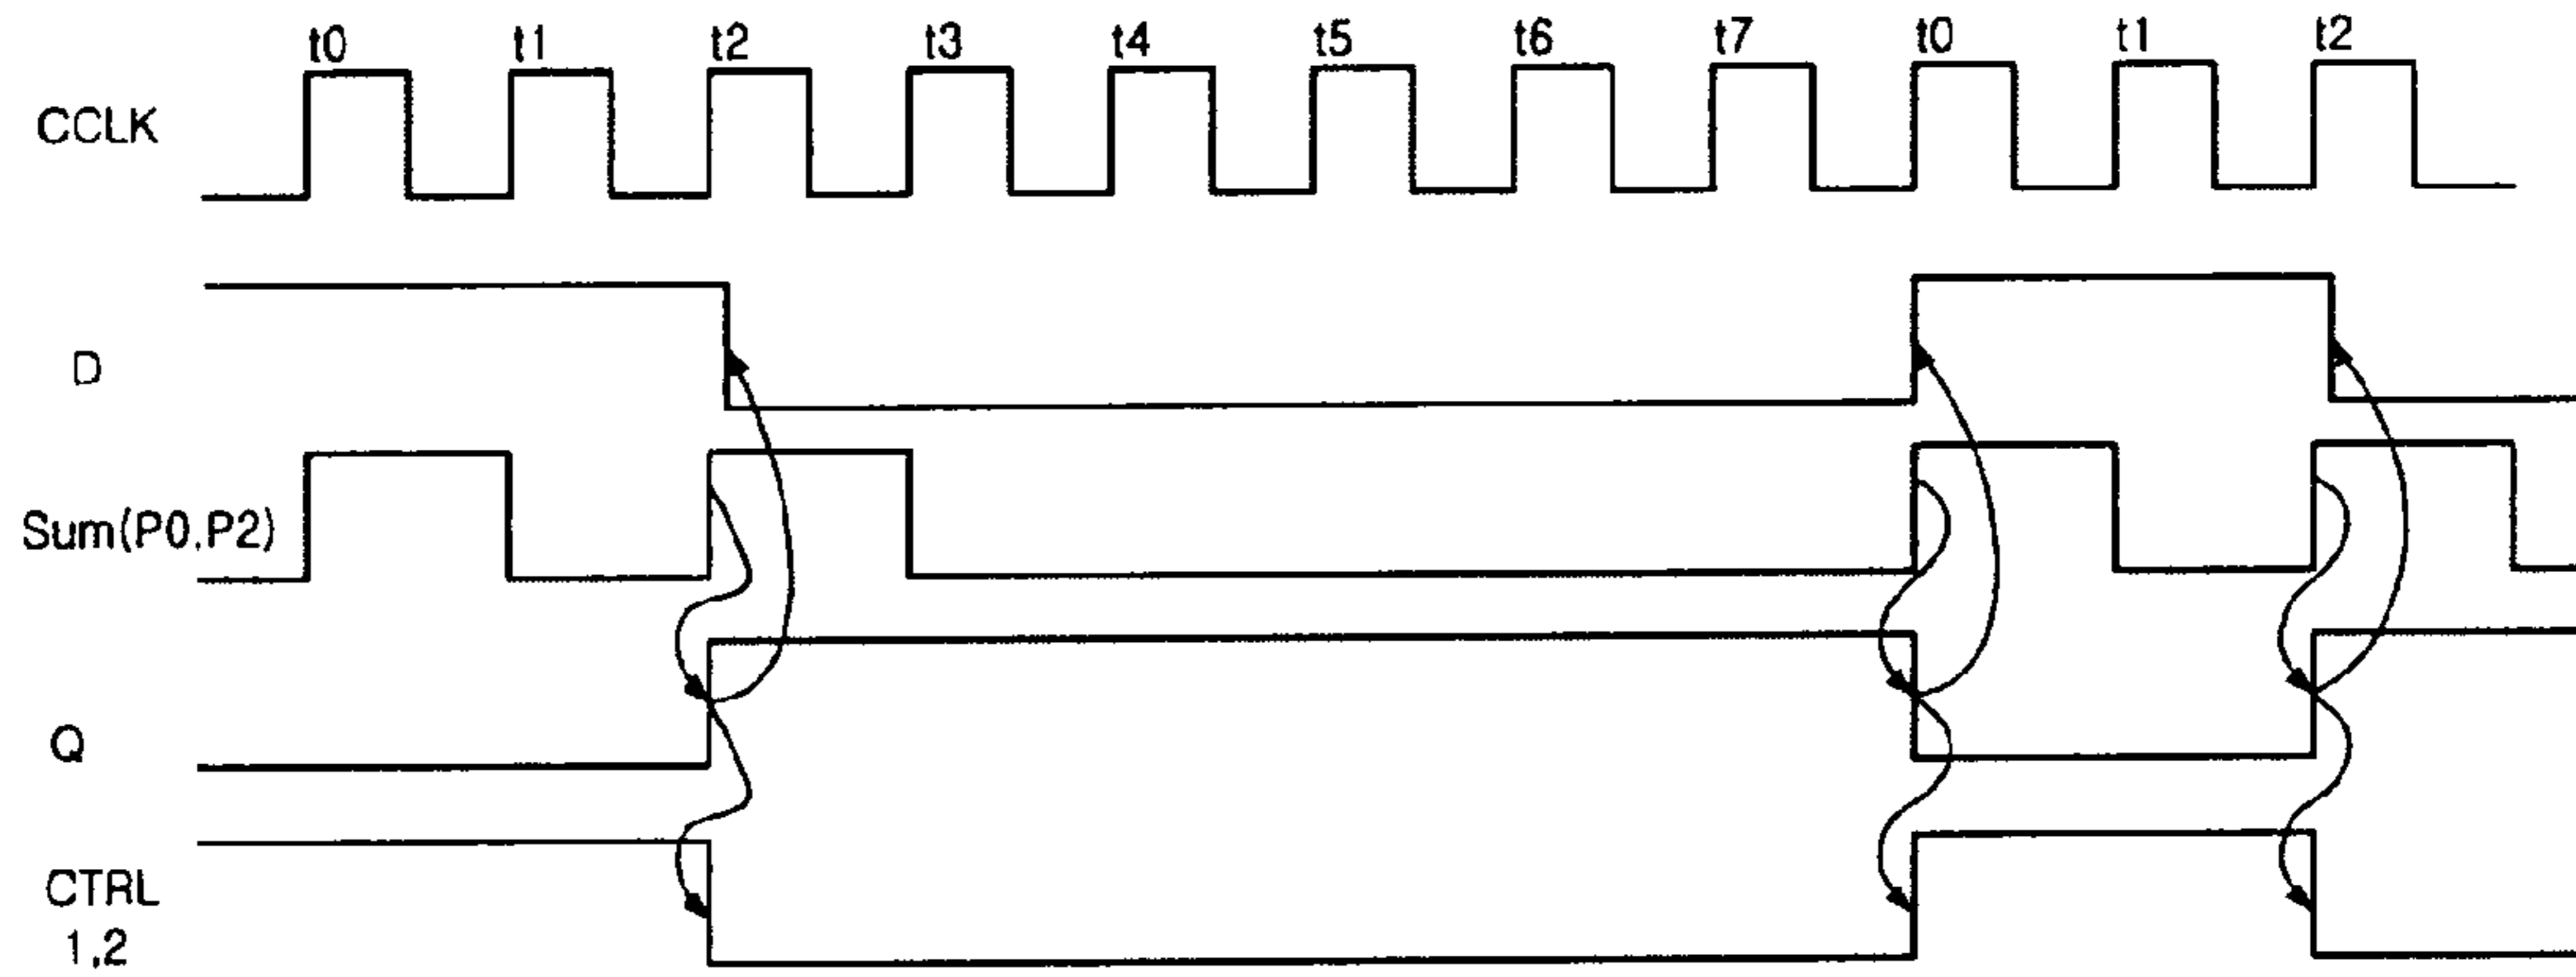 t0 t1 t2 t3 t4 t5 t6 t7 t0 t1 t2
CCLK
D
Sum(P0.P2)
Q
CTRL
1,2